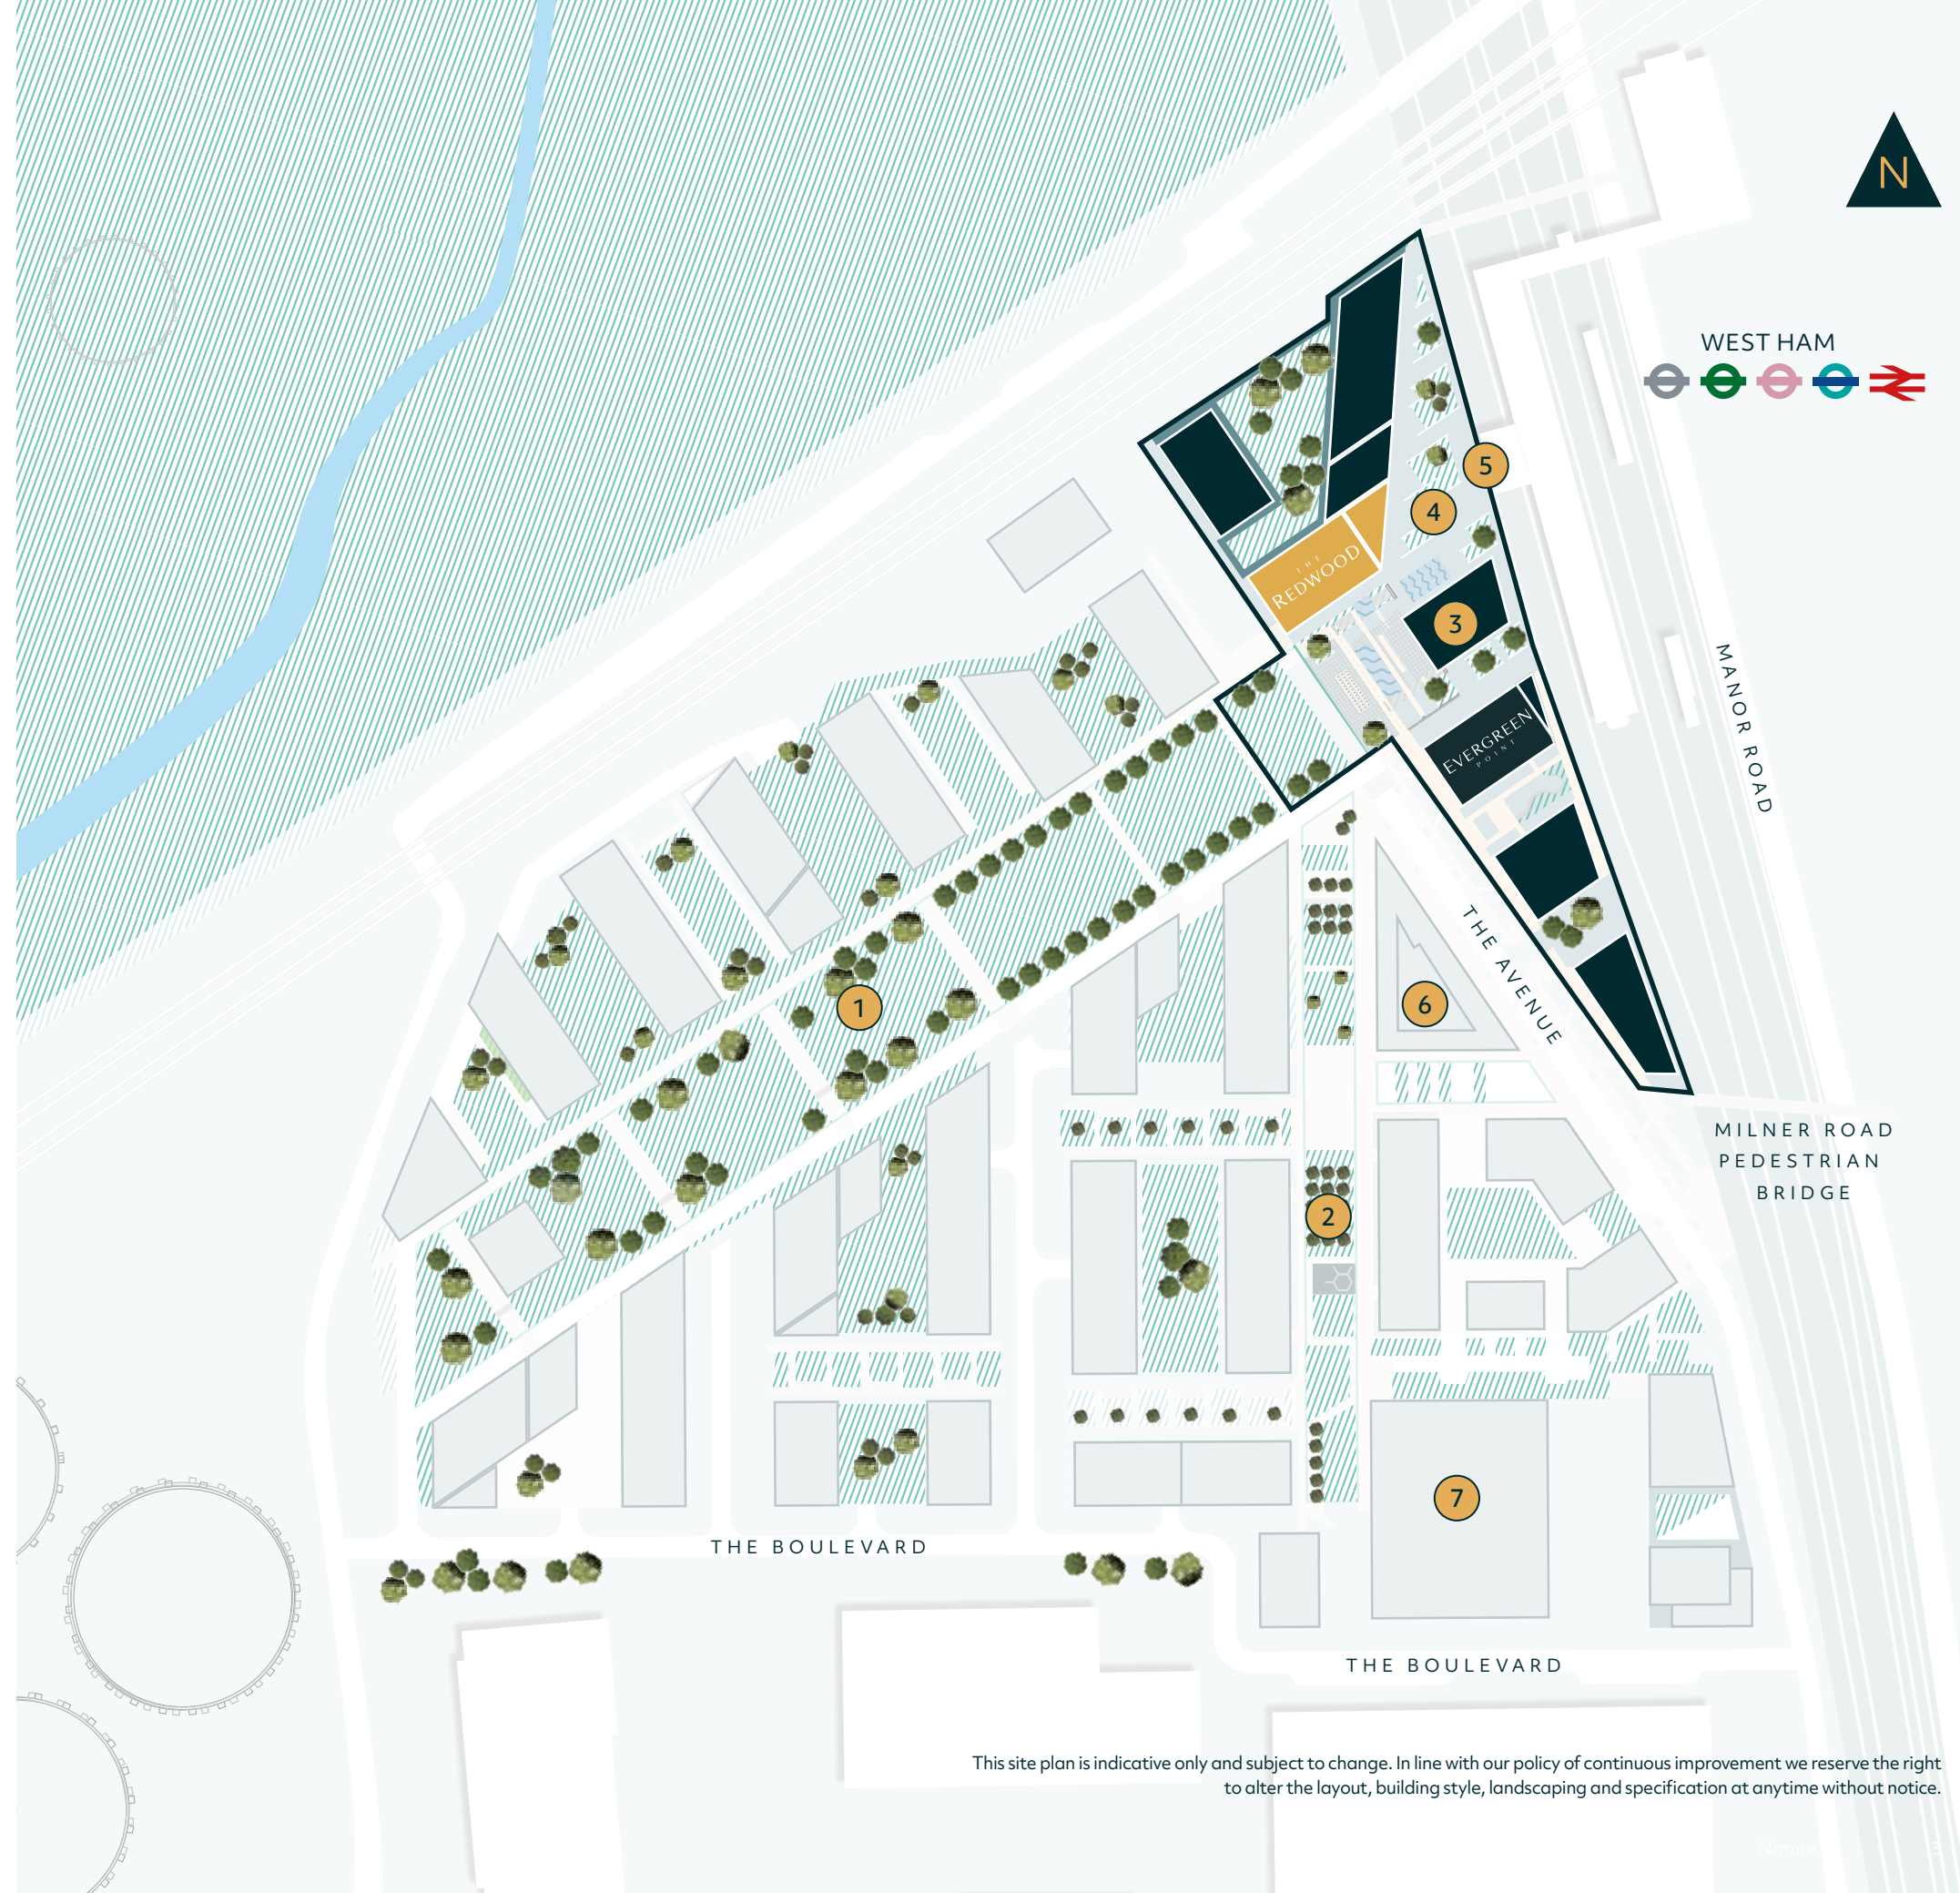 N
WEST HAM
5
4
THE
REDWOOD
3
MANOR ROAD
EVERGREEN
POINT
THE AVENUE
1
6
MILNER ROAD
PEDESTRIAN
BRIDGE
2
7
THE BOULEVARD
THE BOULEVARD
This site plan is indicative only and subject to change. In line with our policy of continuous improvement we reserve the right
to alter the layout, building style, landscaping and specification at anytime without notice.
Nature